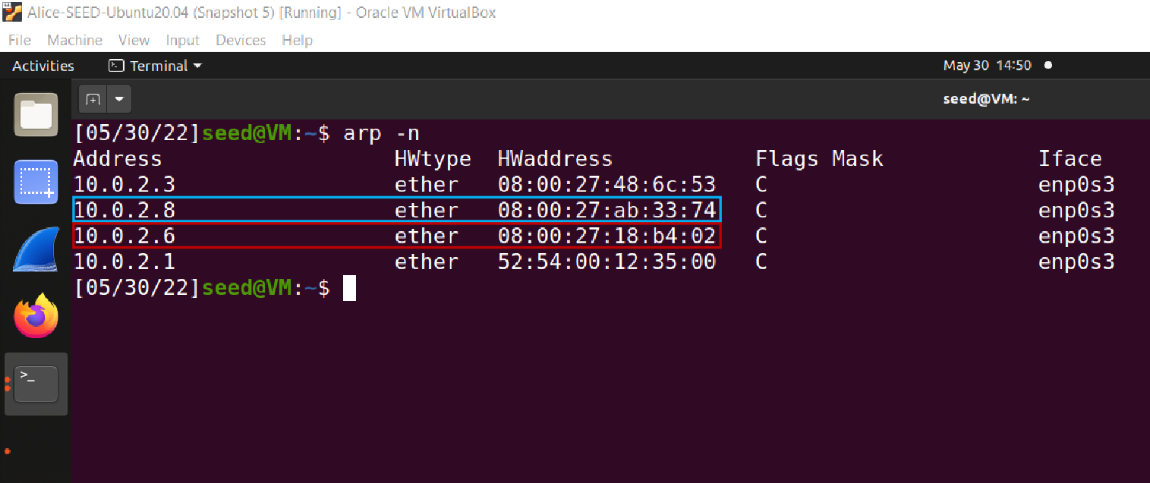 Alice-SEED-Ubuntu20.04 (Snapshot 5) [Running] - Oracle VM VirtualBox
File Machine View Input Devices Help
Activities Terminal May 30 14:50
seed@VM: ~
[05/30/22]seed@VM:~$ arp -n
Address HWtype HWaddress Flags Mask Iface
10.0.2.3 ether 08:00:27:48:6c:53 C enp0s3
10.0.2.8 ether 08:00:27:ab:33:74 C enp0s3
10.0.2.6 ether 08:00:27:18:b4:02 C enp0s3
10.0.2.1 ether 52:54:00:12:35:00 C enp0s3
[05/30/22]seed@VM:~$